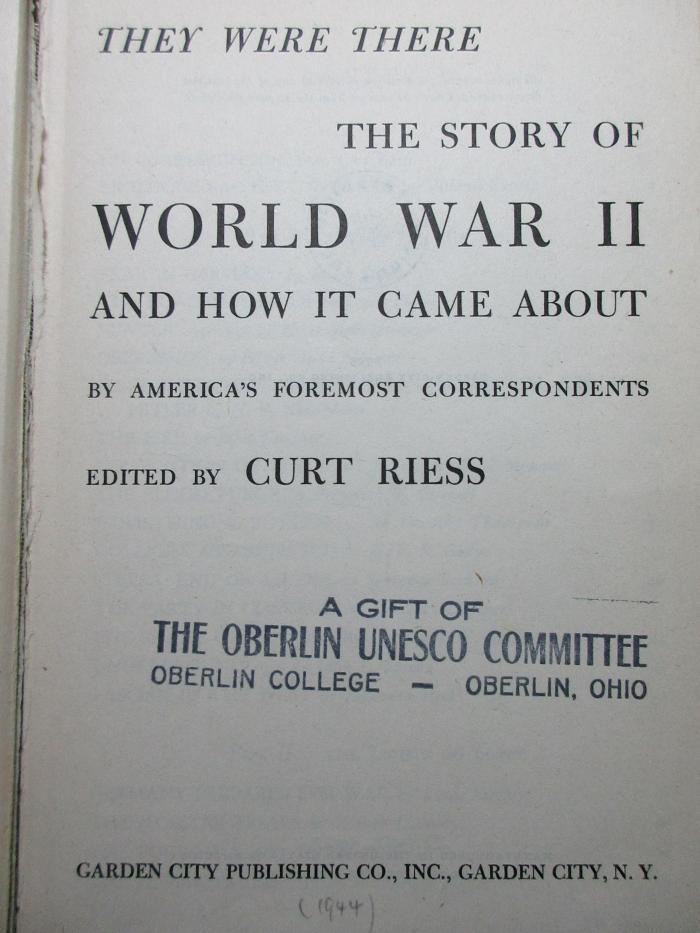 THEY WERE THERE
THE STORY OF
WORLD WAR II
AND HOW IT CAME ABOUT
BY AMERICA'S FOREMOST CORRESPONDENTS
EDITED BY CURT RIESS
A GIFT OF
THE OBERLIN UNESCO COMMITTEE
OBERLIN COLLEGE — OBERLIN, OHIO
GARDEN CITY PUBLISHING CO., INC., GARDEN CITY, N. Y.
(1944)